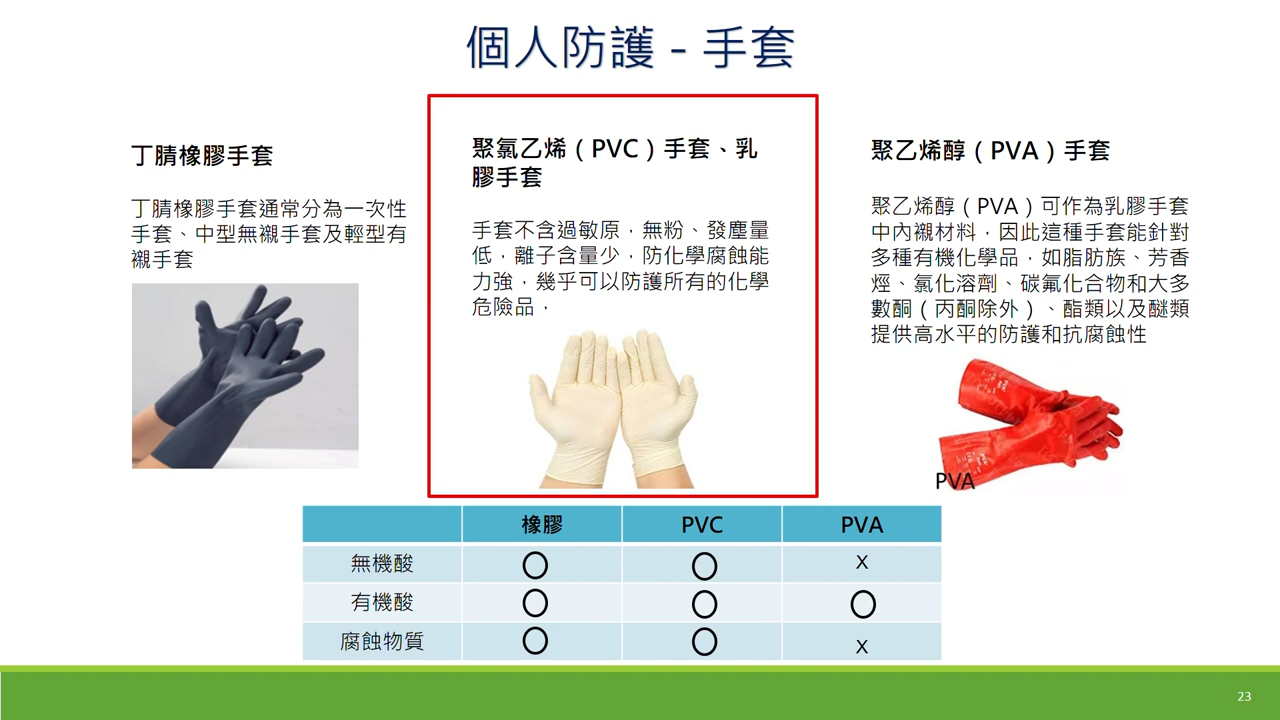 個人防護 - 手套
丁腈橡膠手套
丁腈橡膠手套通常分為一次性
手套、中型無襯手套及輕型有
襯手套
聚氯乙烯（PVC）手套、乳
膠手套
手套不含過敏原，無粉、發塵量
低，離子含量少，防化學腐蝕能
力強，幾乎可以防護所有的化學
危險品，
聚乙烯醇（PVA）手套
聚乙烯醇（PVA）可作為乳膠手套
中內襯材料，因此這種手套能針對
多種有機化學品，如脂肪族、芳香
烴、氯化溶劑、碳氟化合物和大多
數酮（丙酮除外）、酯類以及醚類
提供高水平的防護和抗腐蝕性
PVA
橡膠 PVC PVA
無機酸 〇 〇 x
有機酸 〇 〇 〇
腐蝕物質 〇 〇 x
23